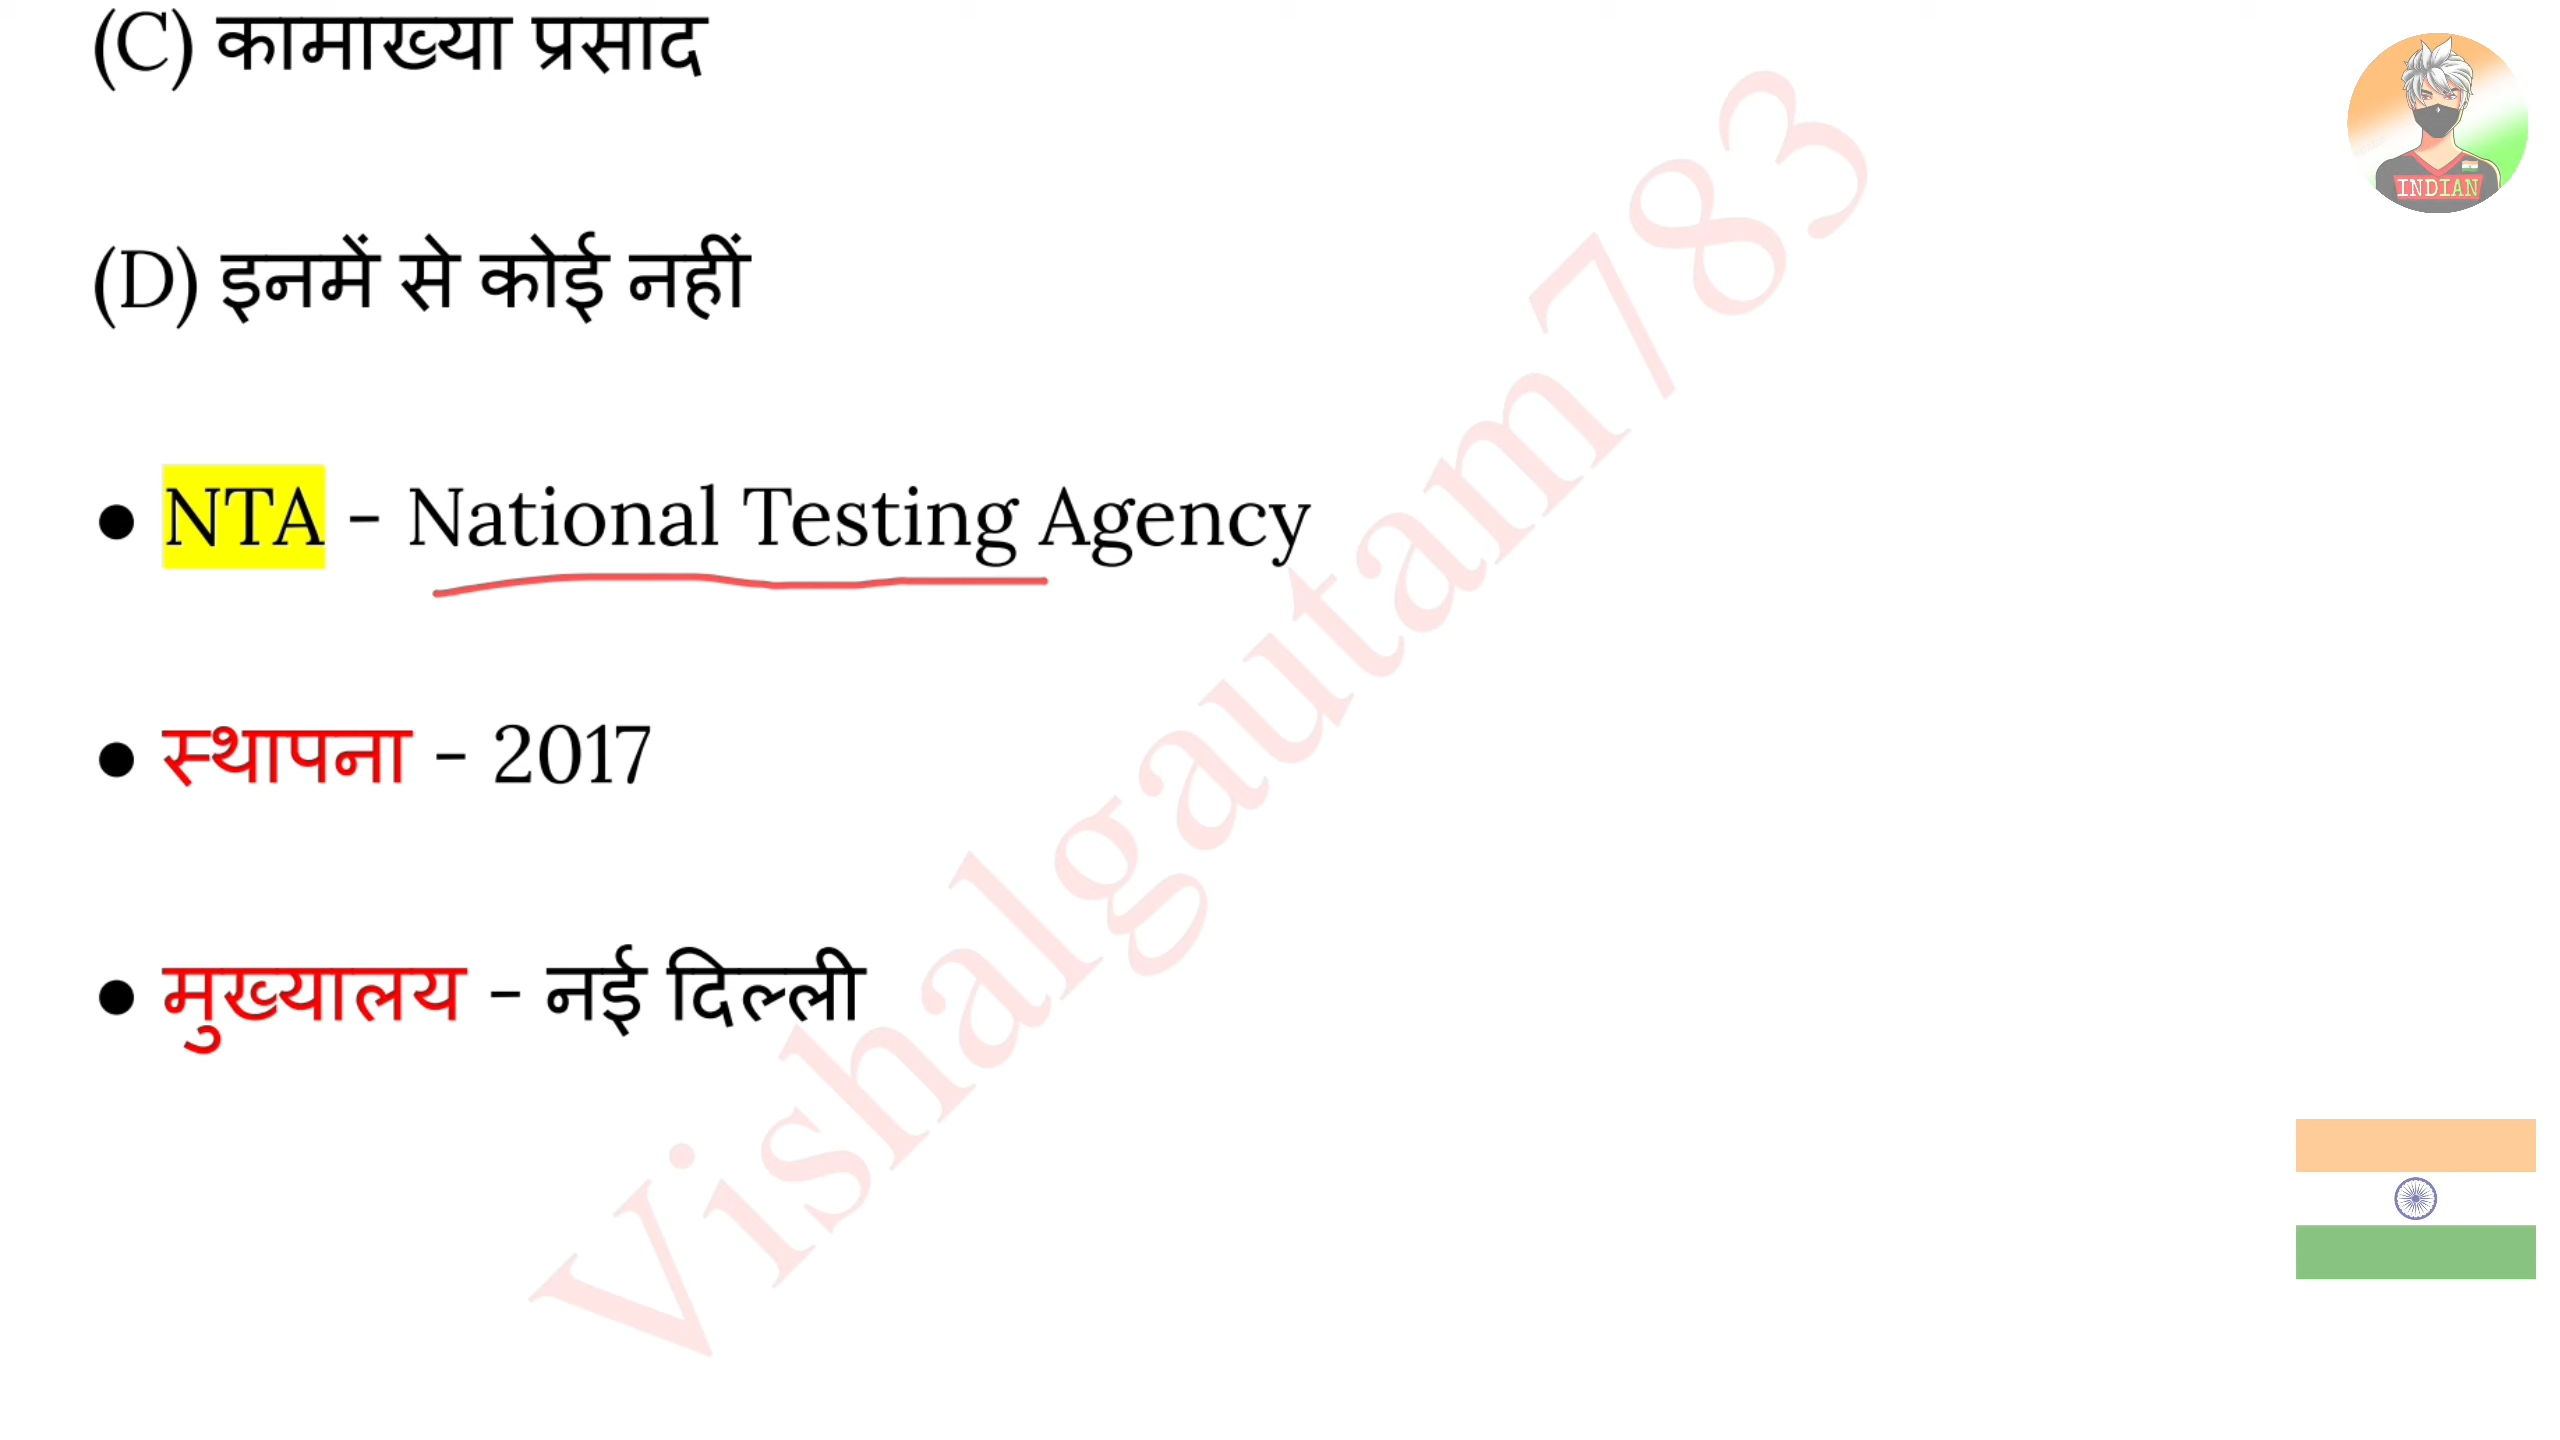 (C) कामाख्या प्रसाद
INDIAN
(D) इनमें से कोई नहीं
● NTA - National Testing Agency
● स्थापना - 2017
● मुख्यालय - नई दिल्ली
Vishalgautam783